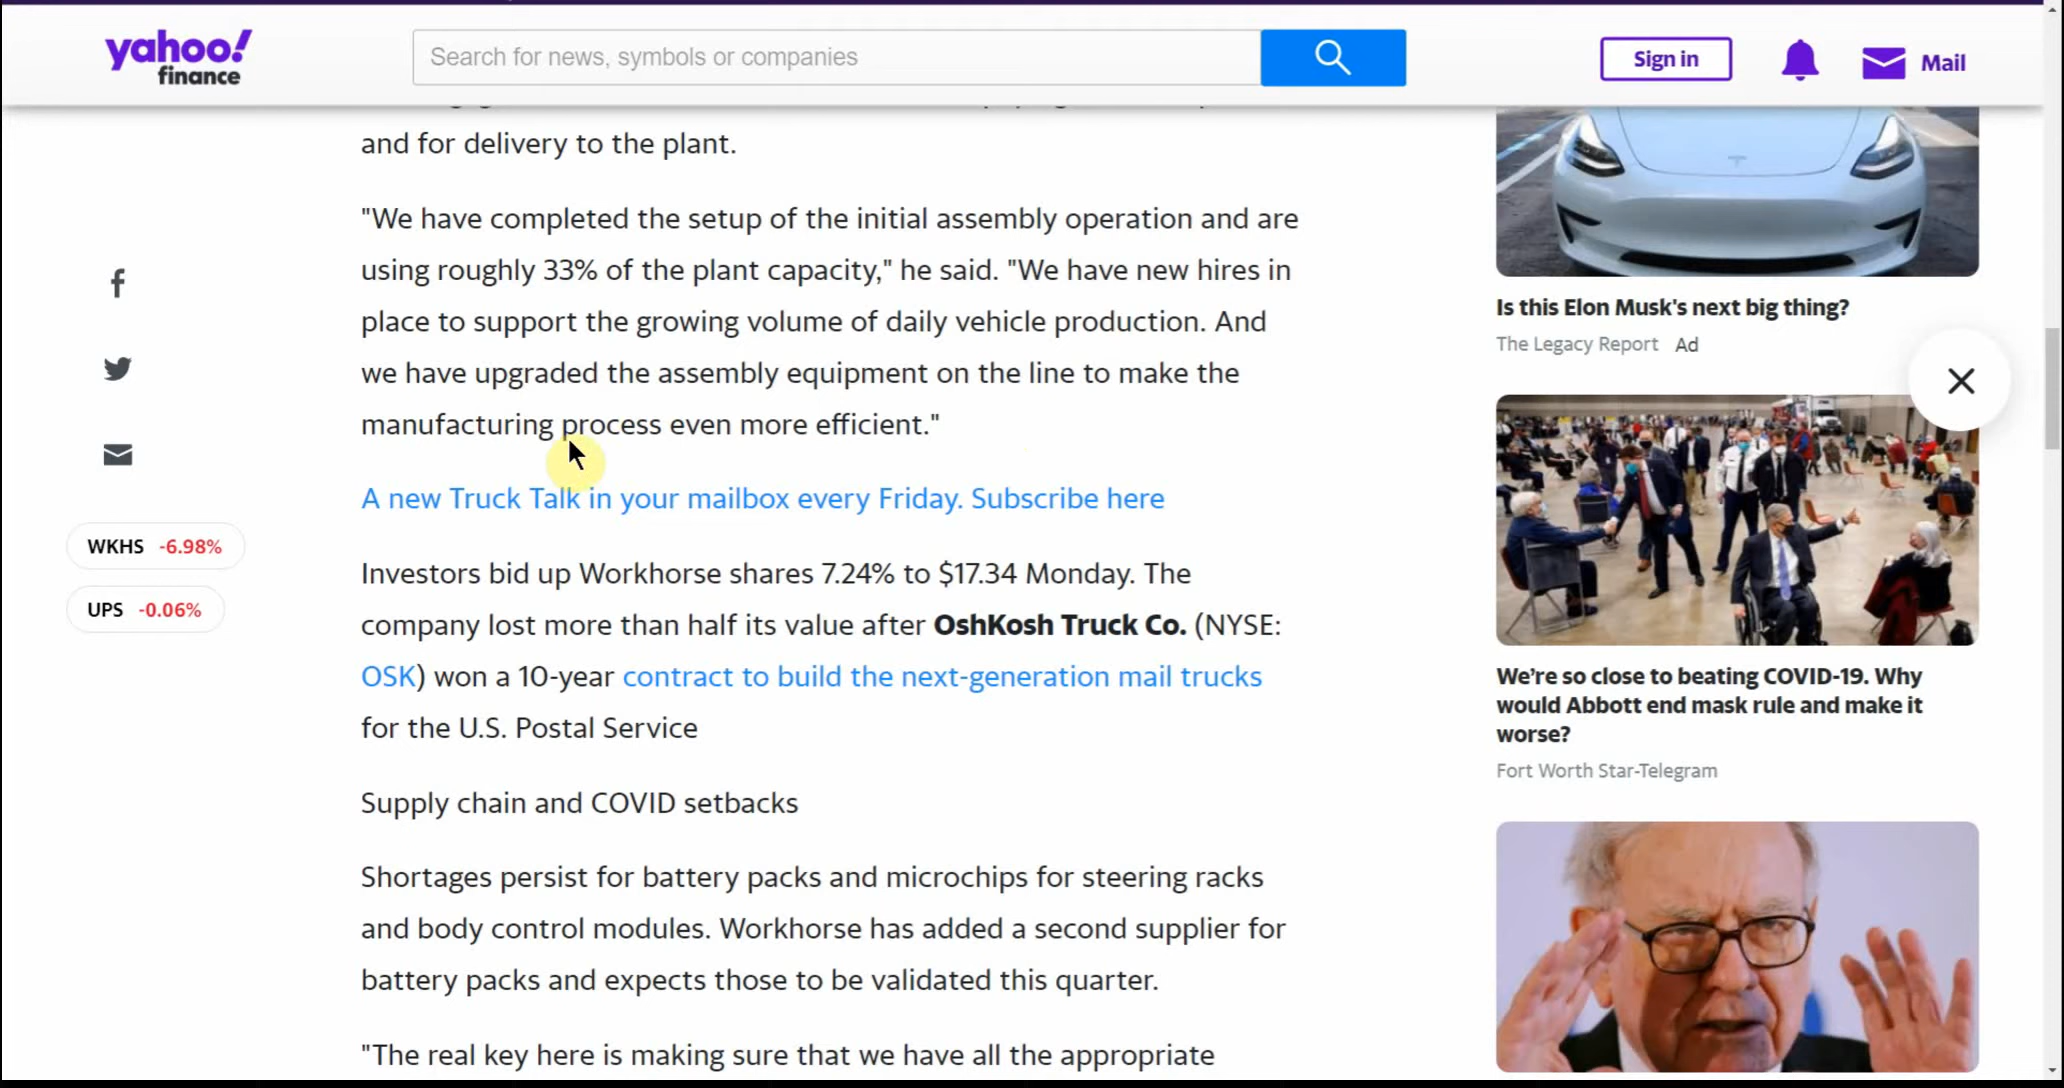 yahoo!
finance
Search for news, symbols or companies
Sign in
Mail
and for delivery to the plant.
"We have completed the setup of the initial assembly operation and are
using roughly 33% of the plant capacity," he said. "We have new hires in
place to support the growing volume of daily vehicle production. And
we have upgraded the assembly equipment on the line to make the
manufacturing process even more efficient."
A new Truck Talk in your mailbox every Friday. Subscribe here
WKHS -6.98%
UPS -0.06%
Investors bid up Workhorse shares 7.24% to $17.34 Monday. The
company lost more than half its value after OshKosh Truck Co. (NYSE:
OSK) won a 10-year contract to build the next-generation mail trucks
for the U.S. Postal Service
Supply chain and COVID setbacks
Shortages persist for battery packs and microchips for steering racks
and body control modules. Workhorse has added a second supplier for
battery packs and expects those to be validated this quarter.
"The real key here is making sure that we have all the appropriate
Is this Elon Musk's next big thing?
The Legacy Report Ad
We're so close to beating COVID-19. Why
would Abbott end mask rule and make it
worse?
Fort Worth Star-Telegram